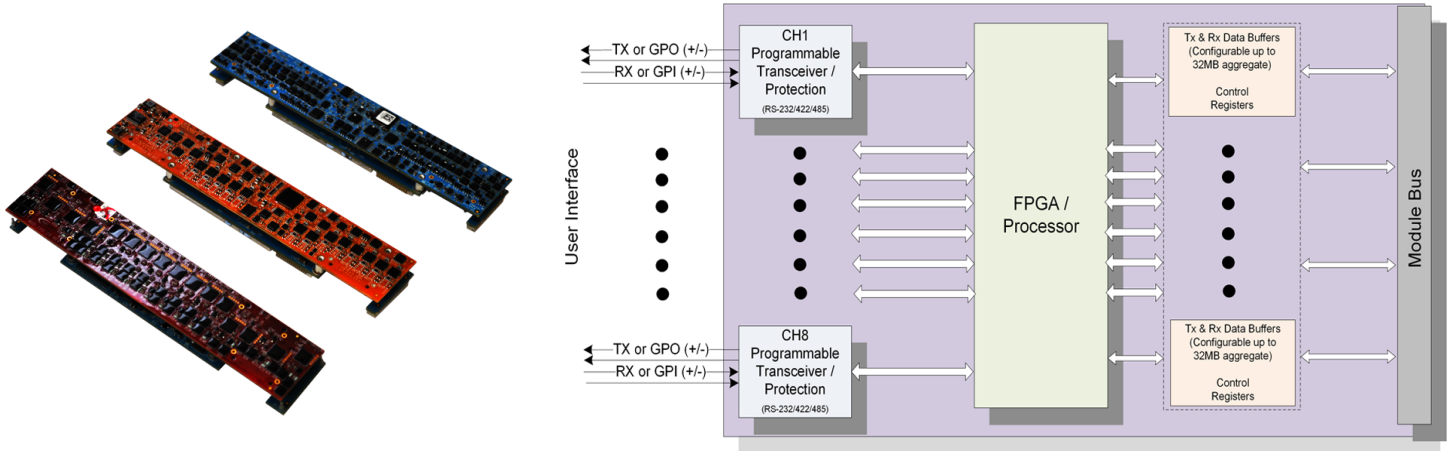 User Interface
TX or GPO (+/-)
RX or GPI (+/-)
CH1
Programmable
Transceiver /
Protection
(RS-232/422/485)
TX or GPO (+/-)
RX or GPI (+/-)
CH8
Programmable
Transceiver /
Protection
(RS-232/422/485)
FPGA /
Processor
Tx & Rx Data Buffers
(Configurable up to
32MB aggregate)
Control
Registers
Tx & Rx Data Buffers
(Configurable up to
32MB aggregate)
Control
Registers
Module Bus